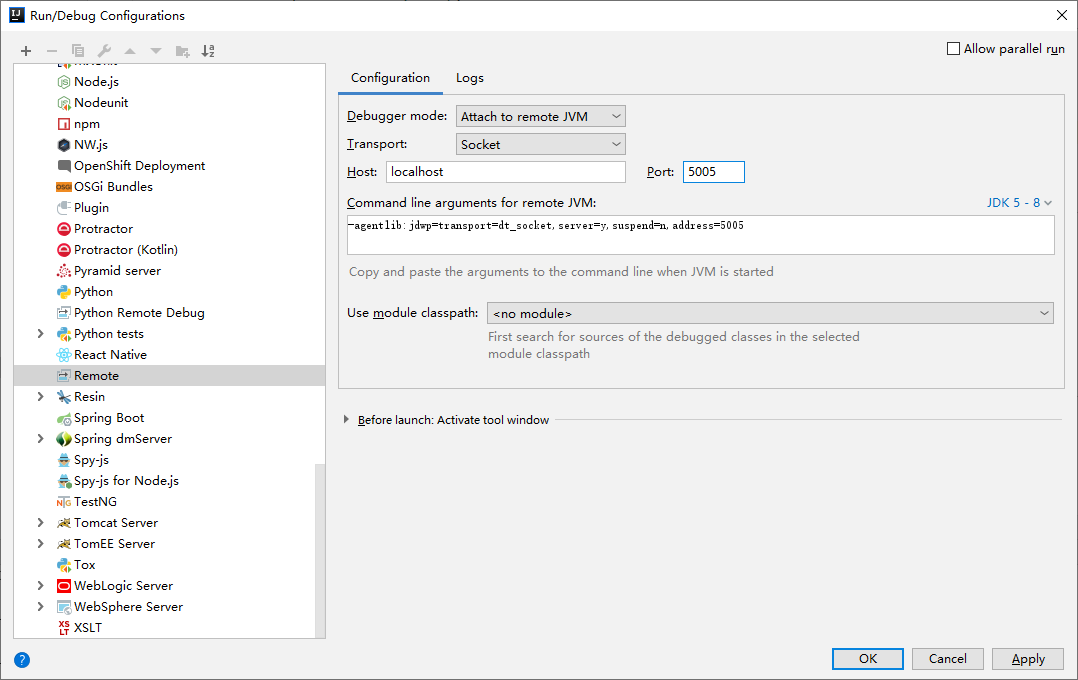 Run/Debug Configurations
Allow parallel run
Node.js
Nodeunit
npm
NW.js
OpenShift Deployment
OSGi Bundles
Plugin
Protractor
Protractor (Kotlin)
Pyramid server
Python
Python Remote Debug
Python tests
React Native
Remote
Resin
Spring Boot
Spring dmServer
Spy-js
Spy-js for Node.js
TestNG
Tomcat Server
TomEE Server
Tox
WebLogic Server
WebSphere Server
XSLT
Configuration Logs
Debugger mode: Attach to remote JVM
Transport: Socket
Host: localhost Port: 5005
Command line arguments for remote JVM: JDK 5 - 8
-agentlib:jdwp=transport=dt_socket,server=y,suspend=n,address=5005
Copy and paste the arguments to the command line when JVM is started
Use module classpath: <no module>
First search for sources of the debugged classes in the selected
module classpath
Before launch: Activate tool window
? OK Cancel Apply